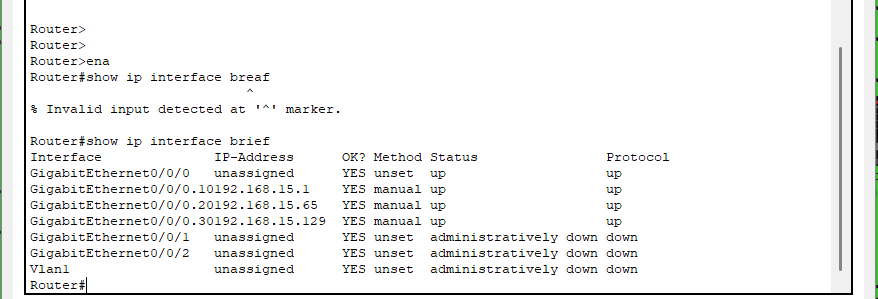 Router>
Router>
Router>ena
Router#show ip interface breaf
^
% Invalid input detected at '^' marker.
Router#show ip interface brief
Interface IP-Address OK? Method Status Protocol
GigabitEthernet0/0/0 unassigned YES unset up up
GigabitEthernet0/0/0.10192.168.15.1 YES manual up up
GigabitEthernet0/0/0.20192.168.15.65 YES manual up up
GigabitEthernet0/0/0.30192.168.15.129 YES manual up up
GigabitEthernet0/0/1 unassigned YES unset administratively down down
GigabitEthernet0/0/2 unassigned YES unset administratively down down
Vlan1 unassigned YES unset administratively down down
Router#